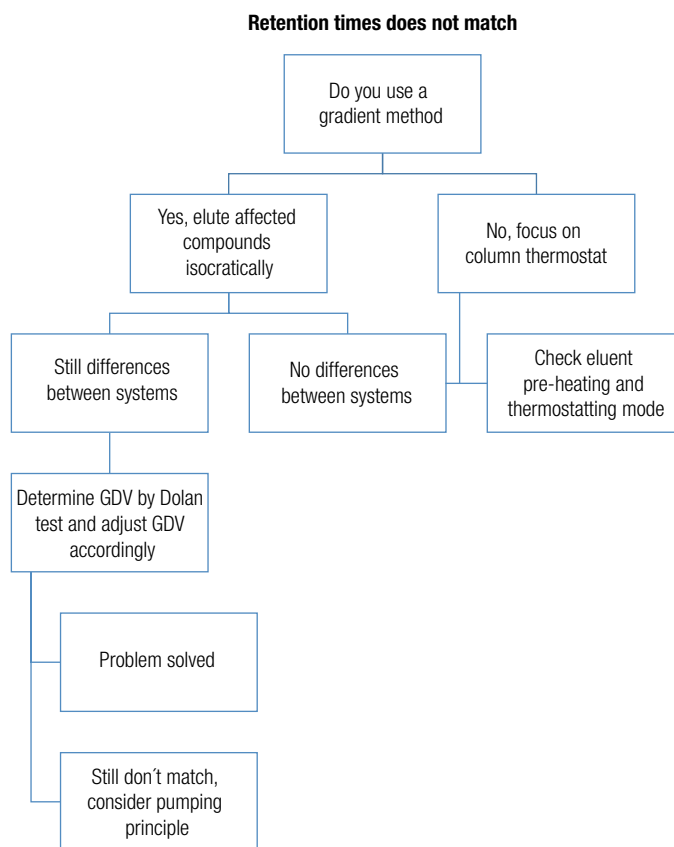 Retention times does not match
Do you use a
gradient method
Yes, elute affected
compounds
isocratically
No, focus on
column thermostat
Still differences
between systems
No differences
between systems
Check eluent
pre-heating and
thermostatting mode
Determine GDV by Dolan
test and adjust GDV
accordingly
Problem solved
Still don´t match,
consider pumping
principle